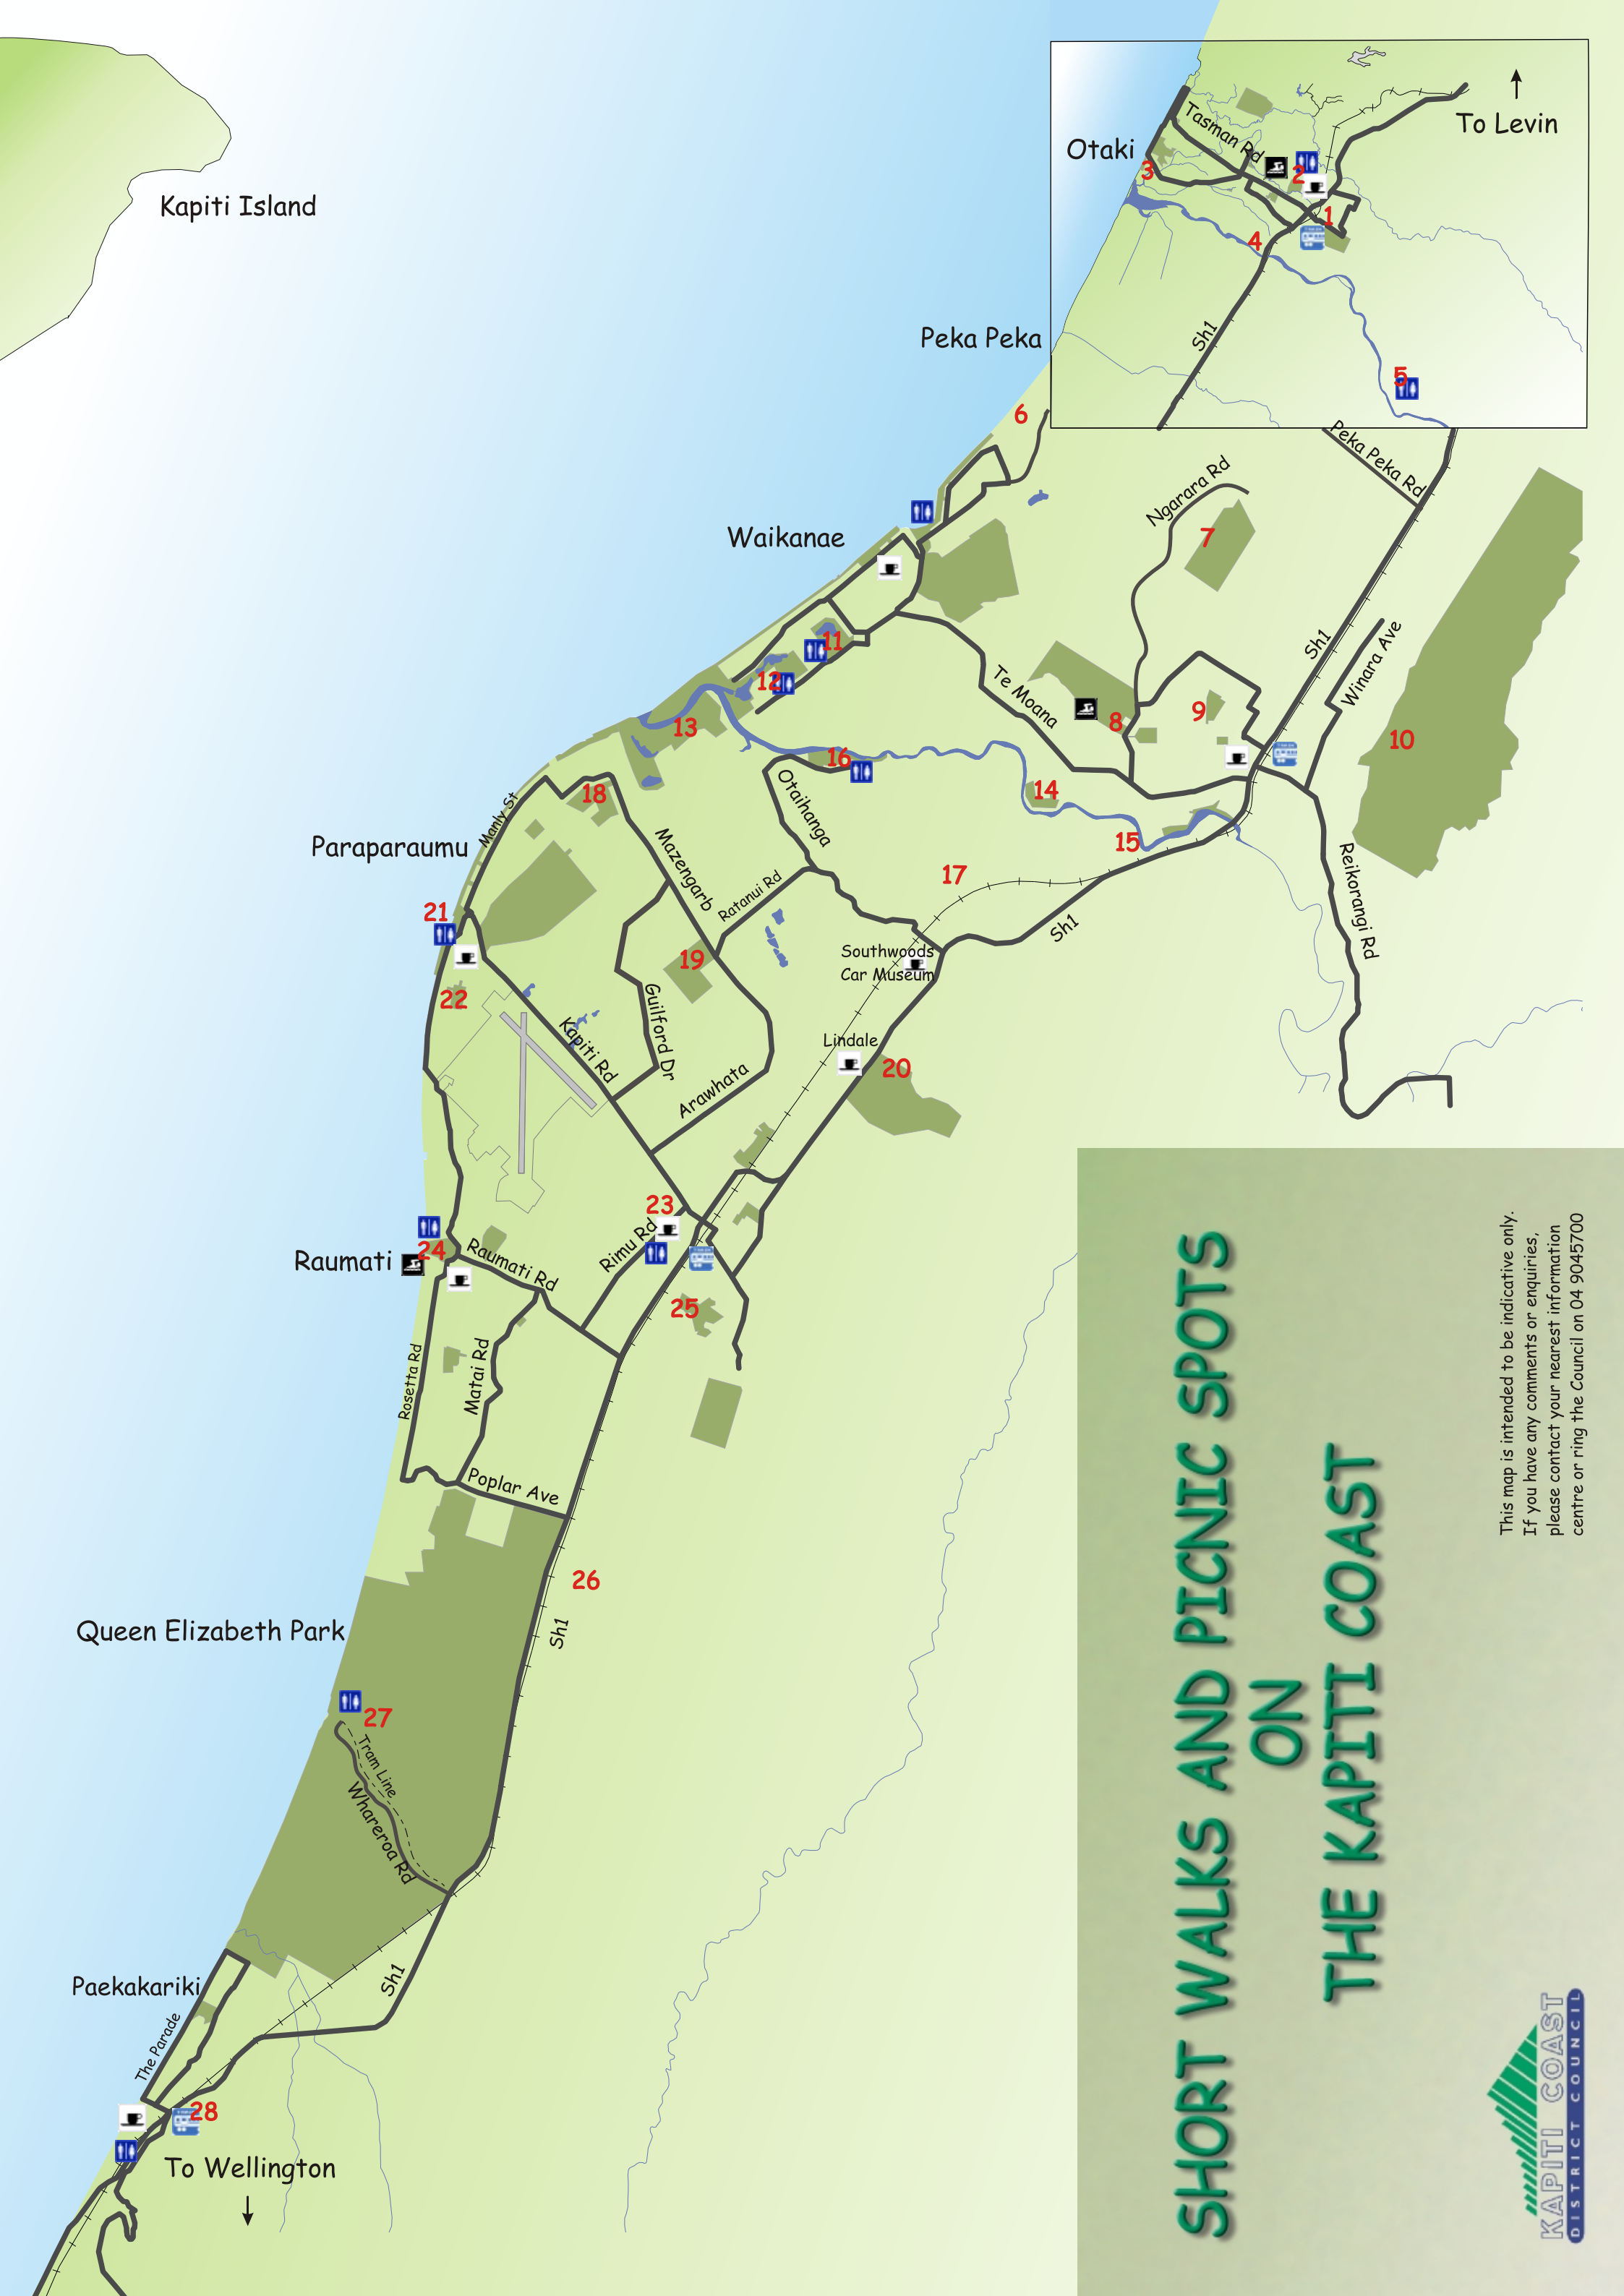 Kapiti Island
To Levin
Otaki
Tasman Rd
3
2
1
4
Sh1
5
Peka Peka
6
Peka Peka Rd
Ngarara Rd
7
Waikanae
Sh1
Winara Ave
11
12
Te Moana
8
9
10
13
16
14
Otaihanga
18
Manly St
Paraparaumu
Mazengarb
15
17
Reikorangi Rd
Ratanui Rd
21
Sh1
Southwoods
Car Museum
19
22
Guilford Dr
Kapiti Rd
Lindale
20
Arawhata
23
Rimu Rd
24
Raumati
Raumati Rd
25
Rosetta Rd
Matai Rd
Poplar Ave
26
Sh1
Queen Elizabeth Park
27
Tram Line
Whareroa Rd
Paekakariki
Sh1
The Parade
28
To Wellington
SHORT WALKS AND PICNIC SPOTS
ON
THE KAPITI COAST
This map is intended to be indicative only.
If you have any comments or enquiries,
please contact your nearest information
centre or ring the Council on 04 9045700
KAPITI COAST
DISTRICT COUNCIL